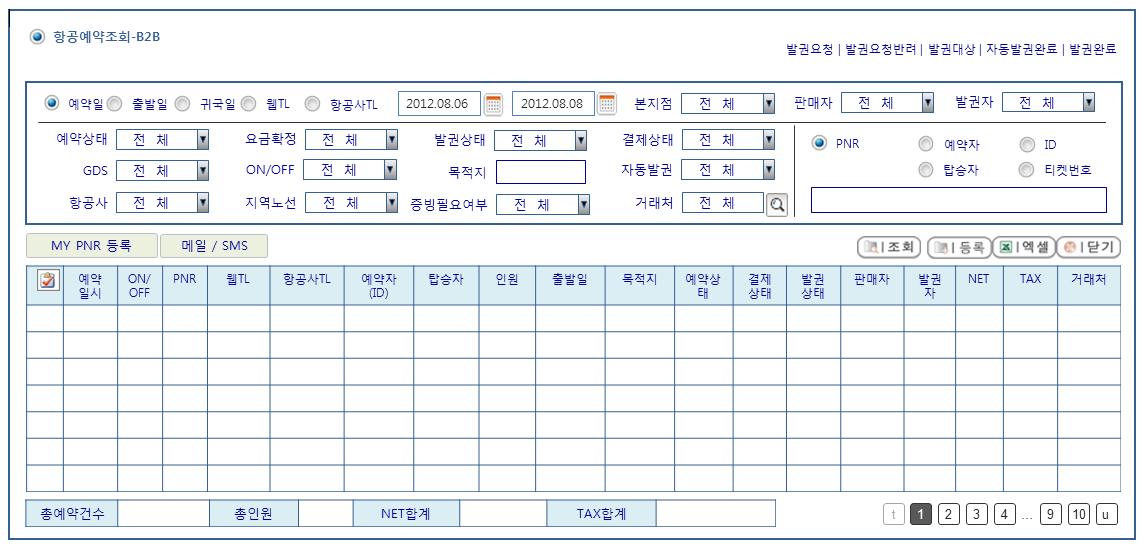 항공예약조회-B2B
발권요청 | 발권요청반려 | 발권대상 | 자동발권완료 | 발권완료
예약일 출발일 귀국일 웹TL 항공사TL 2012.08.06 2012.08.08 본지점 전 체 판매자 전 체 발권자 전 체
예약상태 전 체 요금확정 전 체 발권상태 전 체 결제상태 전 체 PNR 예약자 ID
GDS 전 체 ON/OFF 전 체 목적지 자동발권 전 체 탑승자 티켓번호
항공사 전 체 지역노선 전 체 증빙필요여부 전 체 거래처 전 체
MY PNR 등록 메일 / SMS 조회 등록 엑셀 닫기
예약 ON/ PNR 웹TL 항공사TL 예약자 탑승자 인원 출발일 목적지 예약상 결제 발권 판매자 발권 NET TAX 거래처
일시 OFF (ID) 태 상태 상태 자
총예약건수 총인원 NET합계 TAX합계 t 1 2 3 4 ... 9 10 u